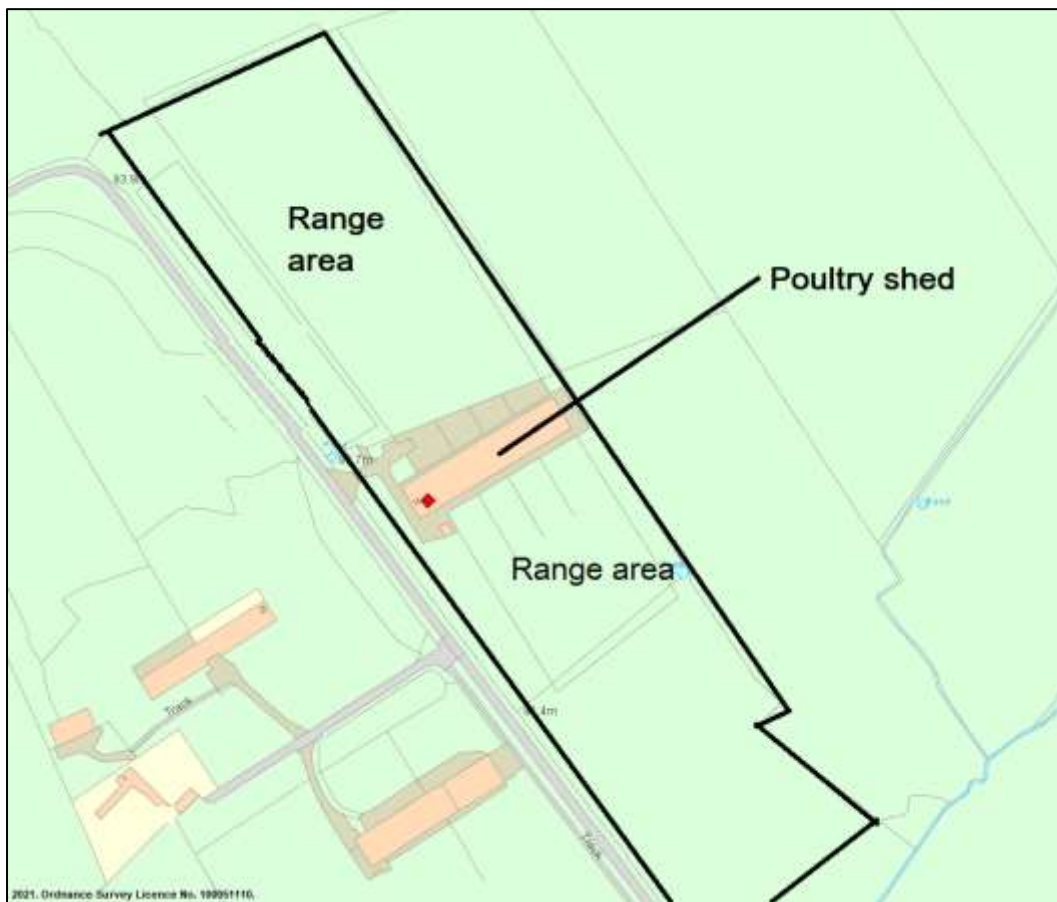 Range
area
Poultry shed
Range area
Track
Track
2021. Ordnance Survey Licence No. 100051110.